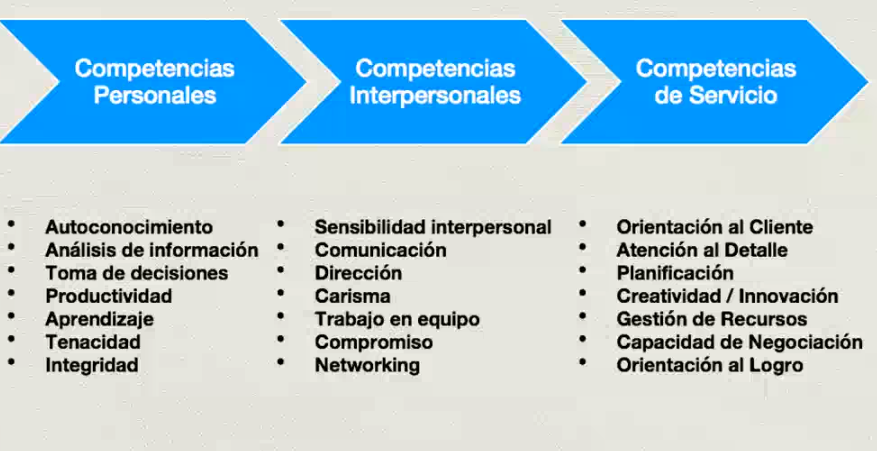 Competencias
Personales
Competencias
Interpersonales
Competencias
de Servicio
• Autoconocimiento
• Análisis de información
• Toma de decisiones
• Productividad
• Aprendizaje
• Tenacidad
• Integridad
• Sensibilidad interpersonal
• Comunicación
• Dirección
• Carisma
• Trabajo en equipo
• Compromiso
• Networking
• Orientación al Cliente
• Atención al Detalle
• Planificación
• Creatividad / Innovación
• Gestión de Recursos
• Capacidad de Negociación
• Orientación al Logro